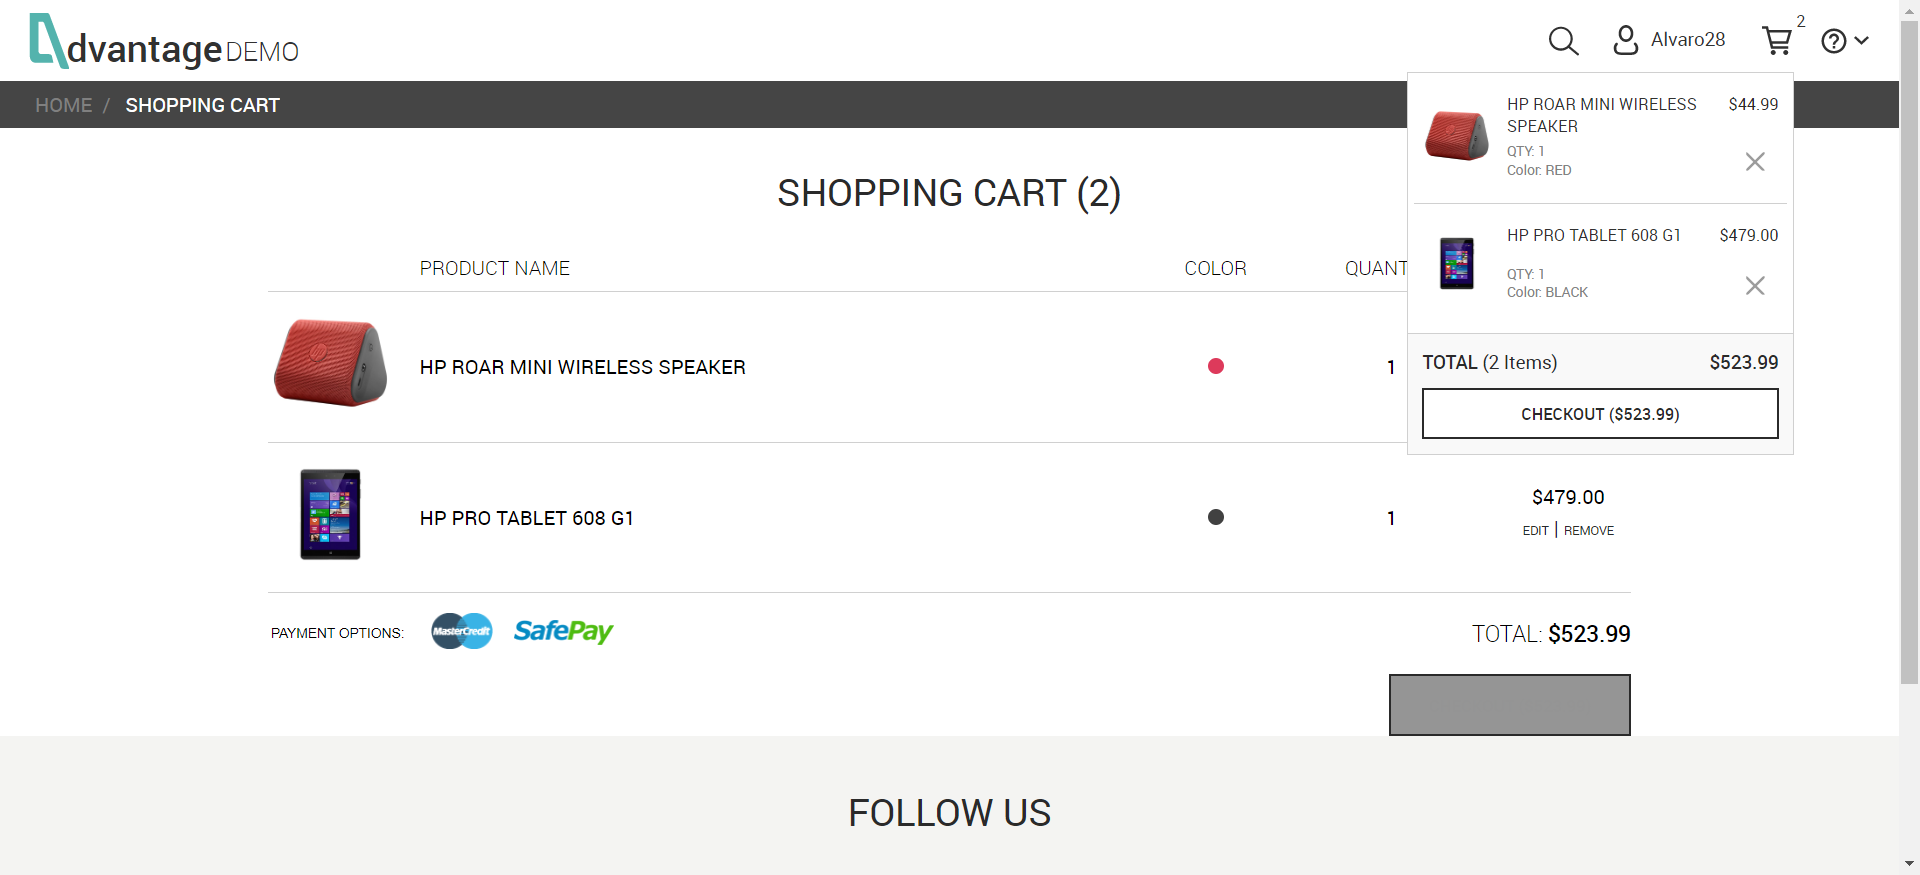 dvantage DEMO
Alvaro28
2
HOME / SHOPPING CART
HP ROAR MINI WIRELESS SPEAKER
$44.99
QTY: 1
Color: RED
HP PRO TABLET 608 G1
$479.00
QTY: 1
Color: BLACK
TOTAL (2 Items) $523.99
CHECKOUT ($523.99)
SHOPPING CART (2)
PRODUCT NAME COLOR QUANT
HP ROAR MINI WIRELESS SPEAKER 1
HP PRO TABLET 608 G1 1 $479.00
EDIT | REMOVE
PAYMENT OPTIONS: MasterCredit SafePay
TOTAL: $523.99
FOLLOW US